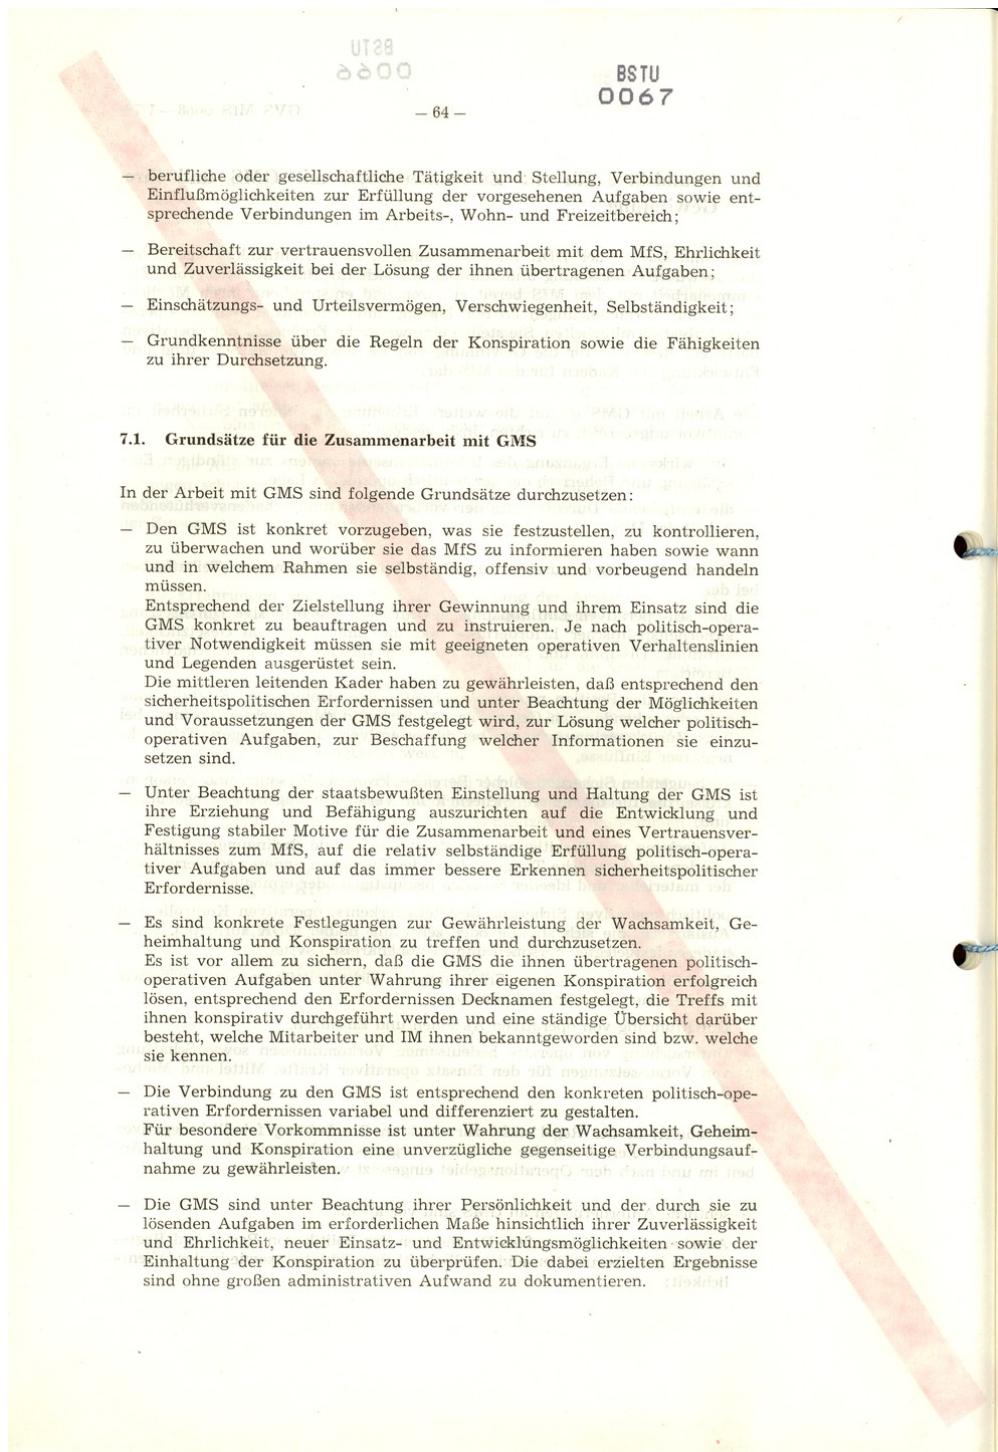 BSTU
0066
BSTU
0067
— 64 —
— berufliche oder gesellschaftliche Tätigkeit und Stellung, Verbindungen und
Einflußmöglichkeiten zur Erfüllung der vorgesehenen Aufgaben sowie ent-
sprechende Verbindungen im Arbeits-, Wohn- und Freizeitbereich;
— Bereitschaft zur vertrauensvollen Zusammenarbeit mit dem MfS, Ehrlichkeit
und Zuverlässigkeit bei der Lösung der ihnen übertragenen Aufgaben;
— Einschätzungs- und Urteilsvermögen, Verschwiegenheit, Selbständigkeit;
— Grundkenntnisse über die Regeln der Konspiration sowie die Fähigkeiten
zu ihrer Durchsetzung.
7.1. Grundsätze für die Zusammenarbeit mit GMS
In der Arbeit mit GMS sind folgende Grundsätze durchzusetzen:
— Den GMS ist konkret vorzugeben, was sie festzustellen, zu kontrollieren,
zu überwachen und worüber sie das MfS zu informieren haben sowie wann
und in welchem Rahmen sie selbständig, offensiv und vorbeugend handeln
müssen.
Entsprechend der Zielstellung ihrer Gewinnung und ihrem Einsatz sind die
GMS konkret zu beauftragen und zu instruieren. Je nach politisch-opera-
tiver Notwendigkeit müssen sie mit geeigneten operativen Verhaltenslinien
und Legenden ausgerüstet sein.
Die mittleren leitenden Kader haben zu gewährleisten, daß entsprechend den
sicherheitspolitischen Erfordernissen und unter Beachtung der Möglichkeiten
und Voraussetzungen der GMS festgelegt wird, zur Lösung welcher politisch-
operativen Aufgaben, zur Beschaffung welcher Informationen sie einzu-
setzen sind.
— Unter Beachtung der staatsbewußten Einstellung und Haltung der GMS ist
ihre Erziehung und Befähigung auszurichten auf die Entwicklung und
Festigung stabiler Motive für die Zusammenarbeit und eines Vertrauensver-
hältnisses zum MfS, auf die relativ selbständige Erfüllung politisch-opera-
tiver Aufgaben und auf das immer bessere Erkennen sicherheitspolitischer
Erfordernisse.
— Es sind konkrete Festlegungen zur Gewährleistung der Wachsamkeit, Ge-
heimhaltung und Konspiration zu treffen und durchzusetzen.
Es ist vor allem zu sichern, daß die GMS die ihnen übertragenen politisch-
operativen Aufgaben unter Wahrung ihrer eigenen Konspiration erfolgreich
lösen, entsprechend den Erfordernissen Decknamen festgelegt, die Treffs mit
ihnen konspirativ durchgeführt werden und eine ständige Übersicht darüber
besteht, welche Mitarbeiter und IM ihnen bekanntgeworden sind bzw. welche
sie kennen.
— Die Verbindung zu den GMS ist entsprechend den konkreten politisch-ope-
rativen Erfordernissen variabel und differenziert zu gestalten.
Für besondere Vorkommnisse ist unter Wahrung der Wachsamkeit, Geheim-
haltung und Konspiration eine unverzügliche gegenseitige Verbindungsauf-
nahme zu gewährleisten.
— Die GMS sind unter Beachtung ihrer Persönlichkeit und der durch sie zu
lösenden Aufgaben im erforderlichen Maße hinsichtlich ihrer Zuverlässigkeit
und Ehrlichkeit, neuer Einsatz- und Entwicklungsmöglichkeiten sowie der
Einhaltung der Konspiration zu überprüfen. Die dabei erzielten Ergebnisse
sind ohne großen administrativen Aufwand zu dokumentieren.